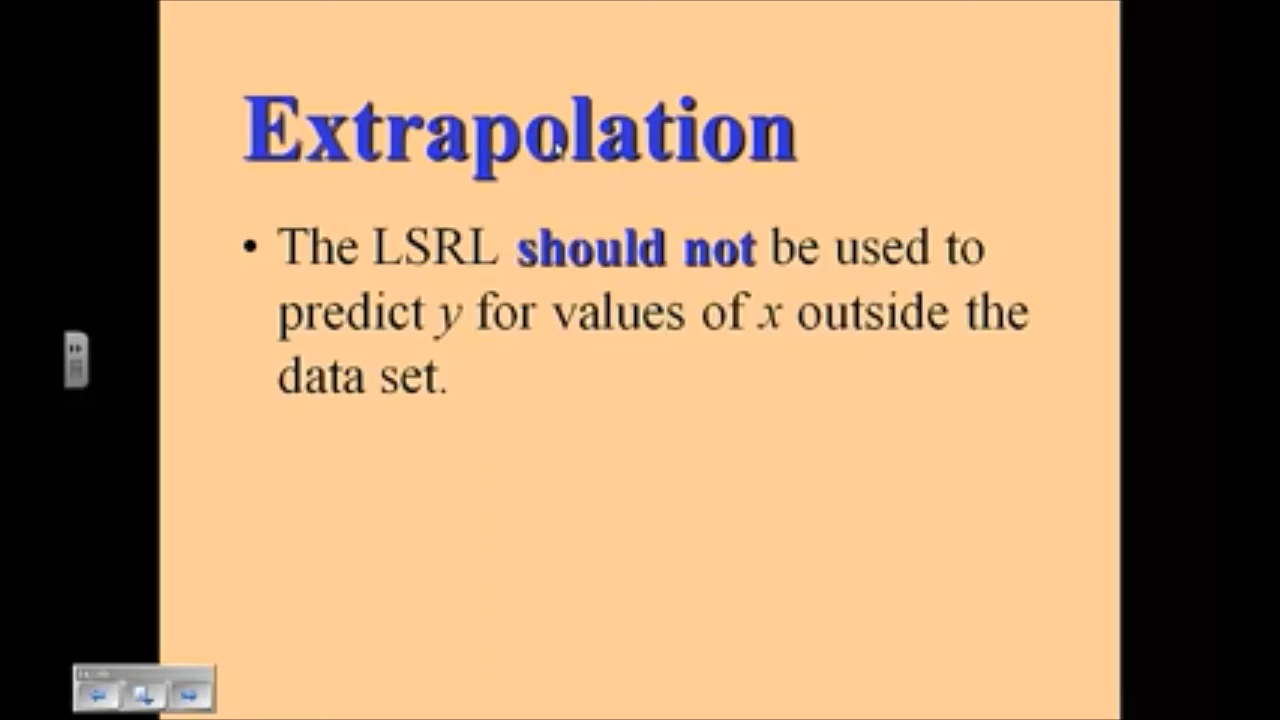 Extrapolation
• The LSRL should not be used to
predict y for values of x outside the
data set.